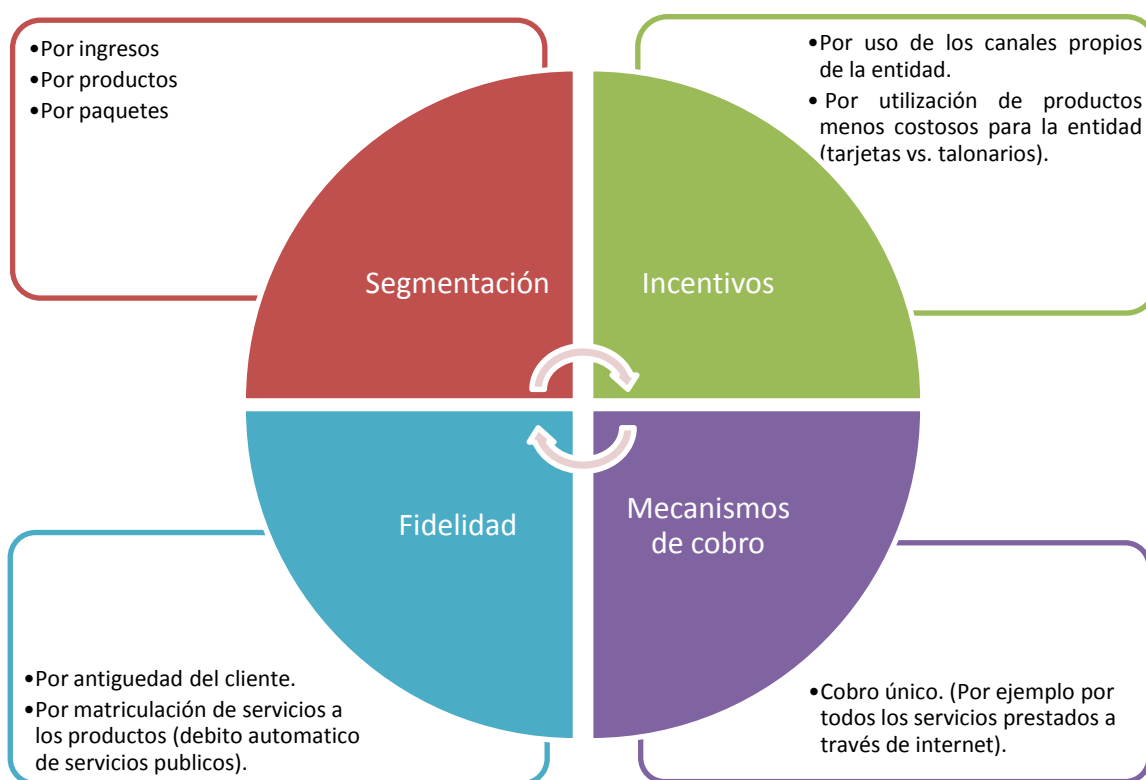 •Por ingresos
•Por productos
•Por paquetes
•Por uso de los canales propios
de la entidad.
• Por utilización de productos
menos costosos para la entidad
(tarjetas vs. talonarios).
Segmentación
Incentivos
Fidelidad
Mecanismos
de cobro
•Por antiguedad del cliente.
•Por matriculación de servicios a
los productos (debito automatico
de servicios publicos).
•Cobro único. (Por ejemplo por
todos los servicios prestados a
través de internet).